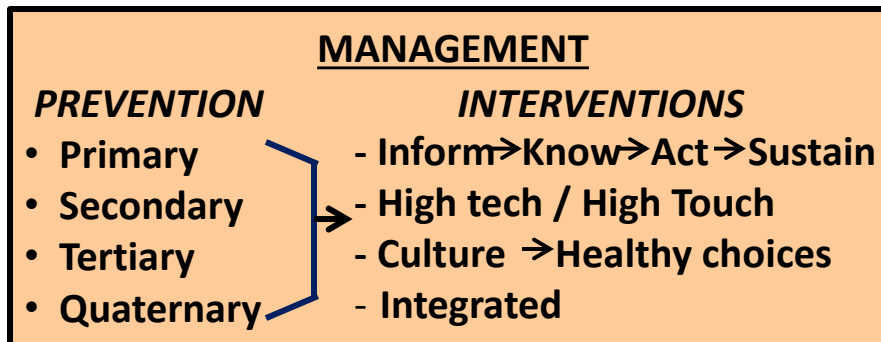 MANAGEMENT
PREVENTION
• Primary
• Secondary
• Tertiary
• Quaternary
INTERVENTIONS
- Inform→Know→Act→Sustain
- High tech / High Touch
- Culture →Healthy choices
- Integrated